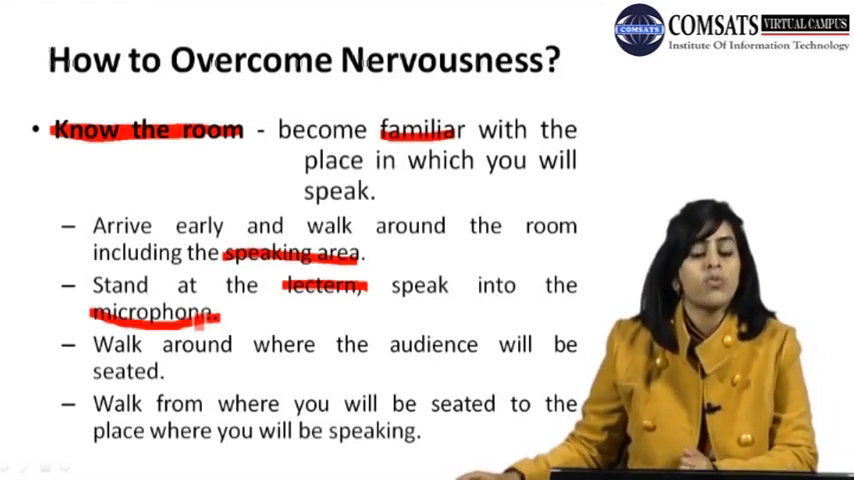 COMSATS VIRTUAL CAMPUS
COMSATS
Institute Of Information Technology
How to Overcome Nervousness?
• Know the room - become familiar with the
place in which you will
speak.
– Arrive early and walk around the room
including the speaking area.
– Stand at the lectern, speak into the
microphone.
– Walk around where the audience will be
seated.
– Walk from where you will be seated to the
place where you will be speaking.